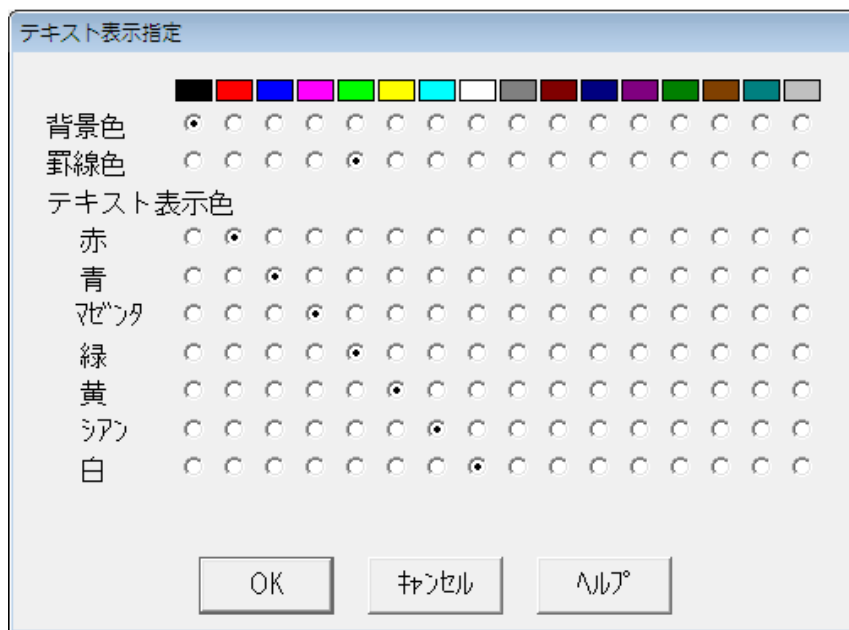 テキスト表示指定
背景色
罫線色
テキスト表示色
赤
青
ﾏｾﾞﾝﾀ
緑
黄
ｼｱﾝ
白
OK
ｷｬﾝｾﾙ
ﾍﾙﾌﾟ